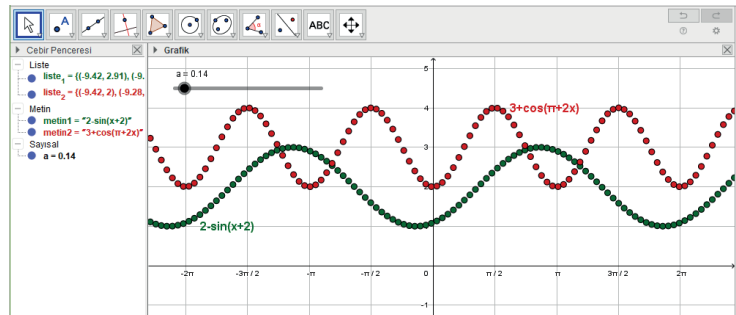 ABC
Cebir Penceresi
Grafik
Liste
liste1 = {(-9.42, 2.91), (-9.
liste2 = {(-9.42, 2), (-9.28,
Metin
metin1 = "2-sin(x+2)"
metin2 = "3+cos(π+2x)"
Sayısal
a = 0.14
a = 0.14
5
4
3+cos(π+2x)
3
2
2-sin(x+2)
-2π
-3π / 2
-π
-π / 2
0
π / 2
π
3π / 2
2π
-1